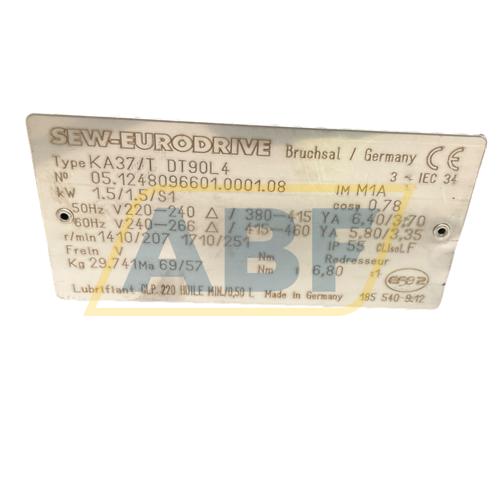 SEW-EURODRIVE Bruchsal / Germany CE
Type KA37/T DT90L4 3 ~ IEC 34
Nº 05.1248096601.0001.08 IM M1A
kW 1.5/1.5/S1 cosφ 0,78
50Hz V 220-240 △ / 380-415 YA 6.40/3.70
60Hz V 240-266 △ / 415-460 YA 5.80/3.35
r/min 1410/207 1710/251 IP 55 CLIsol.F
Frein V Nm Redresseur
Kg 29.741 Ma 69/57 Nm i 6,80 :1
Lubrifiant CLP 220 HUILE MIN./0,50 L Made in Germany 185 540-9.12
ABF